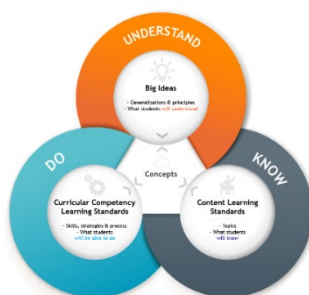 UNDERSTAND
Big Ideas
- Generalizations & principles
- What students will understand
Concepts
DO
Curricular Competency
Learning Standards
- Skills, strategies & process
- What students
will be able to do
KNOW
Content Learning
Standards
- Topics
- What students
will know